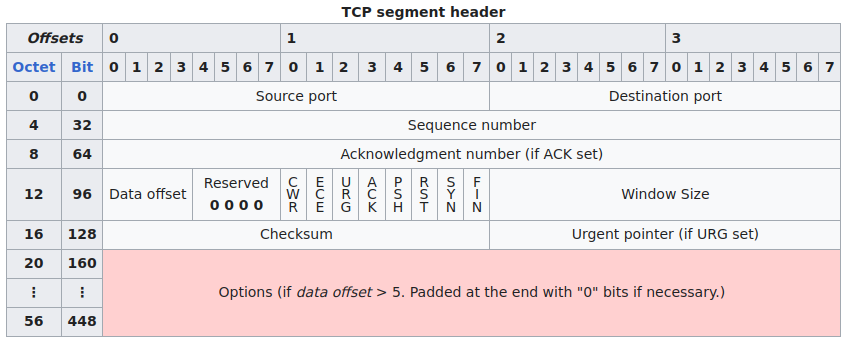 TCP segment header
Offsets 0 1 2 3
Octet Bit 0 1 2 3 4 5 6 7 0 1 2 3 4 5 6 7 0 1 2 3 4 5 6 7 0 1 2 3 4 5 6 7
0 0 Source port Destination port
4 32 Sequence number
8 64 Acknowledgment number (if ACK set)
12 96 Data offset Reserved 0 0 0 0 CWR ECE URG ACK PSH RST SYN FIN Window Size
16 128 Checksum Urgent pointer (if URG set)
20 160
⋮ ⋮ Options (if data offset > 5. Padded at the end with "0" bits if necessary.)
56 448